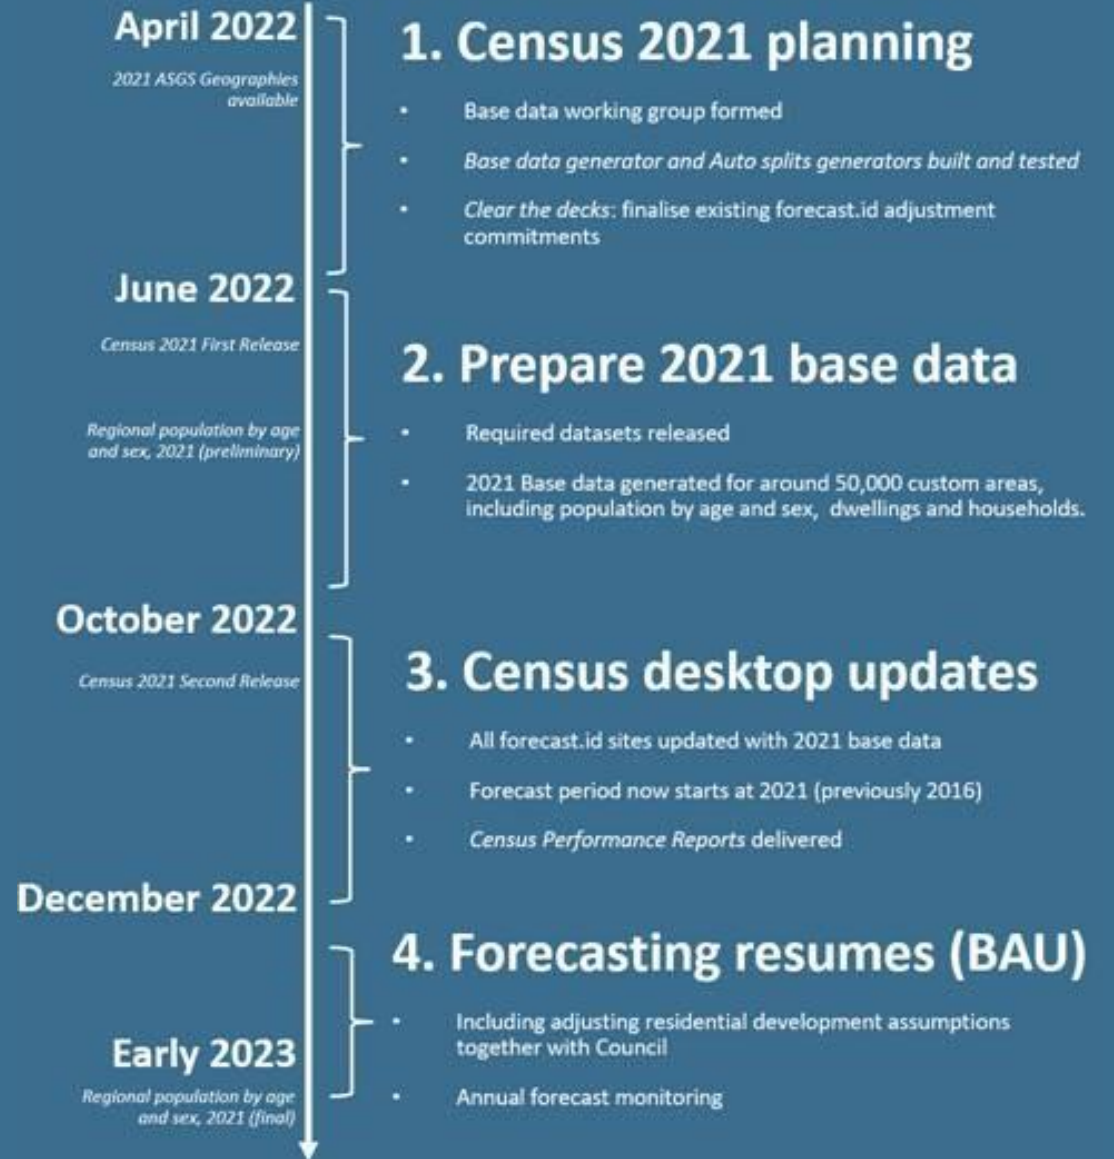 April 2022
2021 ASGS Geographies
available
1. Census 2021 planning
• Base data working group formed
• Base data generator and Auto splits generators built and tested
• Clear the decks: finalise existing forecast.id adjustment
commitments
June 2022
Census 2021 First Release
Regional population by age
and sex, 2021 (preliminary)
2. Prepare 2021 base data
• Required datasets released
• 2021 Base data generated for around 50,000 custom areas,
including population by age and sex, dwellings and households.
October 2022
Census 2021 Second Release
3. Census desktop updates
• All forecast.id sites updated with 2021 base data
• Forecast period now starts at 2021 (previously 2016)
• Census Performance Reports delivered
December 2022
4. Forecasting resumes (BAU)
• Including adjusting residential development assumptions
together with Council
• Annual forecast monitoring
Early 2023
Regional population by age
and sex, 2021 (final)